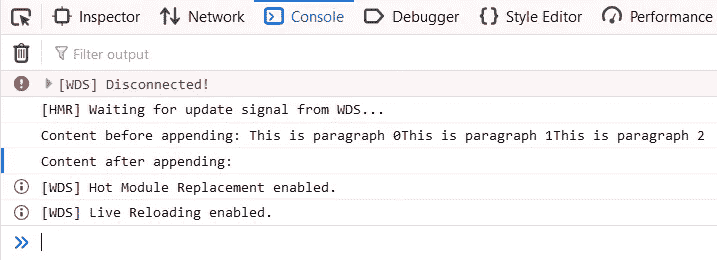 Inspector Network Console Debugger Style Editor Performance
Filter output
[WDS] Disconnected!
[HMR] Waiting for update signal from WDS...
Content before appending: This is paragraph 0This is paragraph 1This is paragraph 2
Content after appending:
[WDS] Hot Module Replacement enabled.
[WDS] Live Reloading enabled.